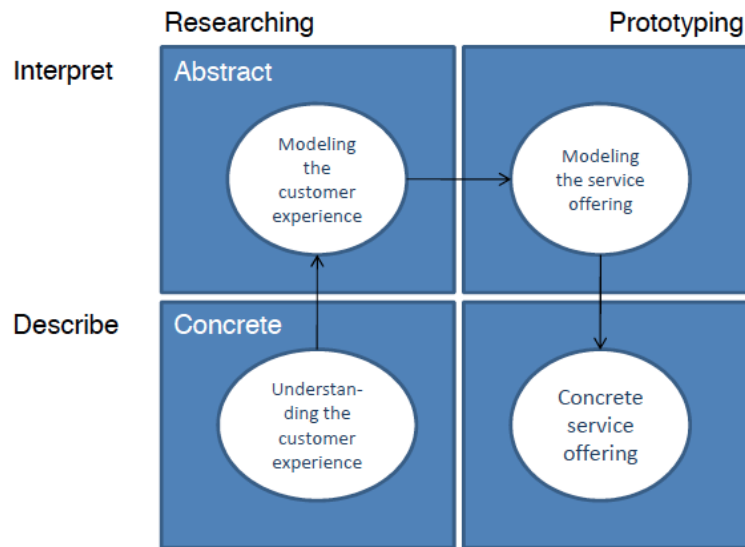 Researching
Prototyping
Interpret
Abstract
Modeling
the
customer
experience
Modeling
the service
offering
Describe
Concrete
Understan-
ding the
customer
experience
Concrete
service
offering